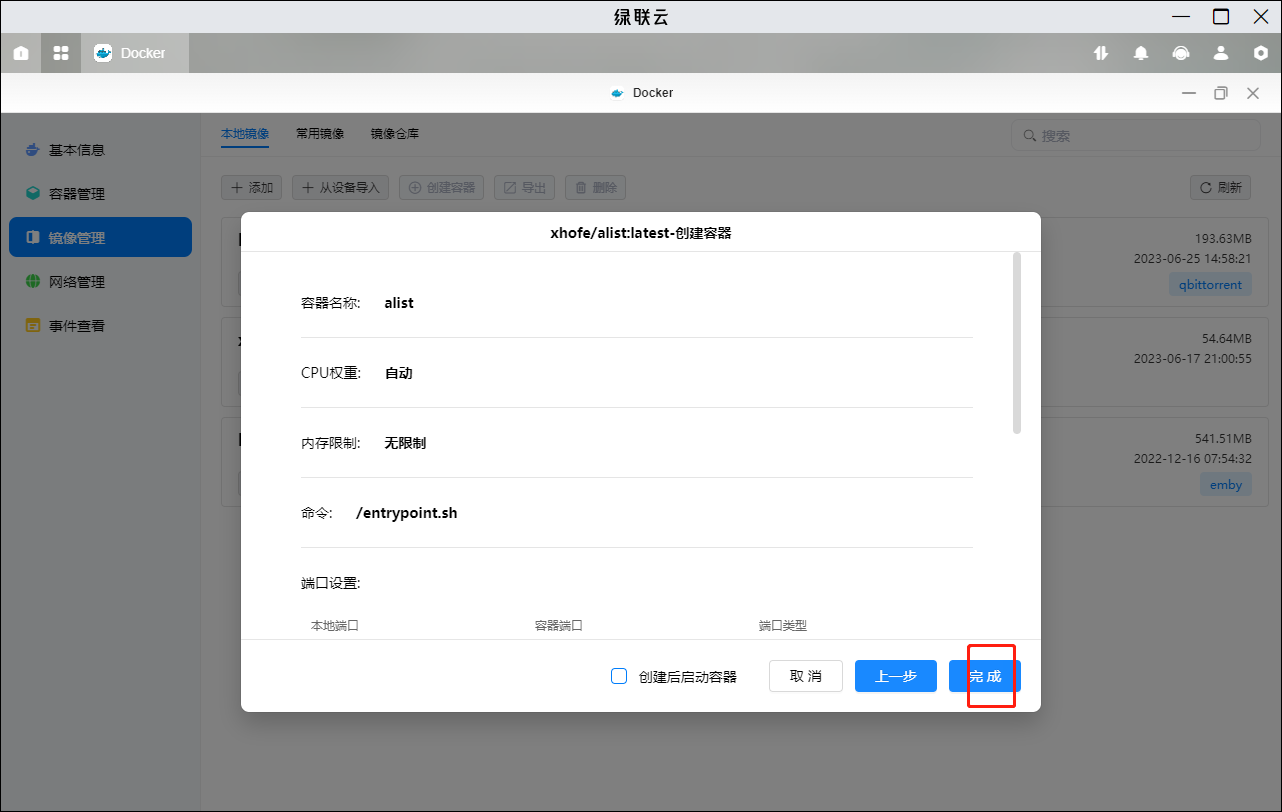 绿联云
Docker
Docker
基本信息
容器管理
镜像管理
网络管理
事件查看
本地镜像 常用镜像 镜像仓库
搜索
添加 从设备导入 创建容器 导出 删除 刷新
193.63MB
2023-06-25 14:58:21
qbittorrent
54.64MB
2023-06-17 21:00:55
541.51MB
2022-12-16 07:54:32
emby
xhofe/alist:latest-创建容器
容器名称: alist
CPU权重: 自动
内存限制: 无限制
命令: /entrypoint.sh
端口设置:
本地端口 容器端口 端口类型
创建后启动容器 取消 上一步 完成